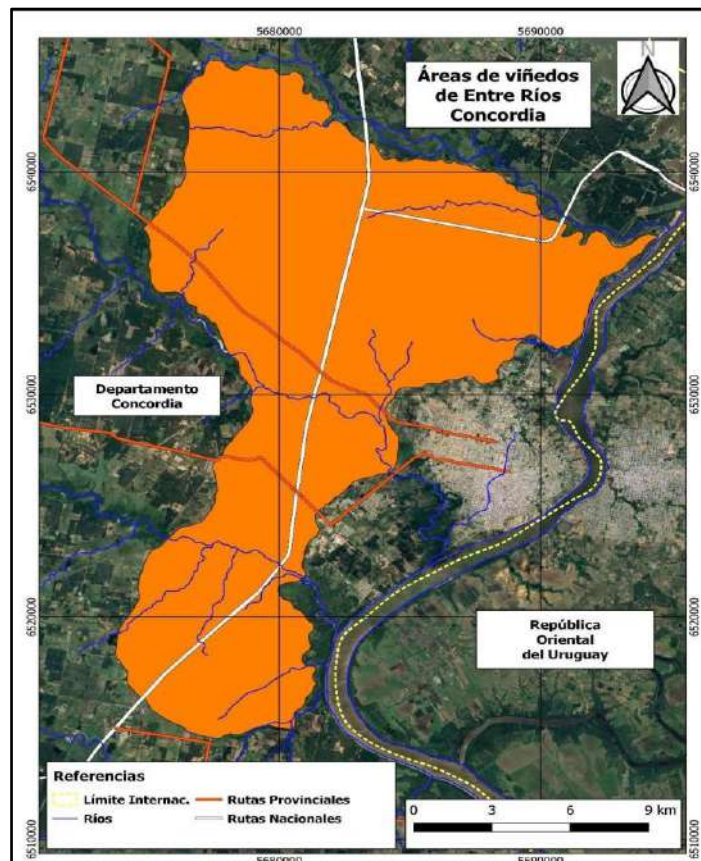 5680000
5690000
N
Áreas de viñedos
de Entre Ríos
Concordia
6540000
6540000
Departamento
Concordia
6530000
6530000
6520000
6520000
República
Oriental
del Uruguay
Referencias
Límite Internac.
Rutas Provinciales
Ríos
Rutas Nacionales
0
3
6
9 km
6510000
6510000
5680000
5690000